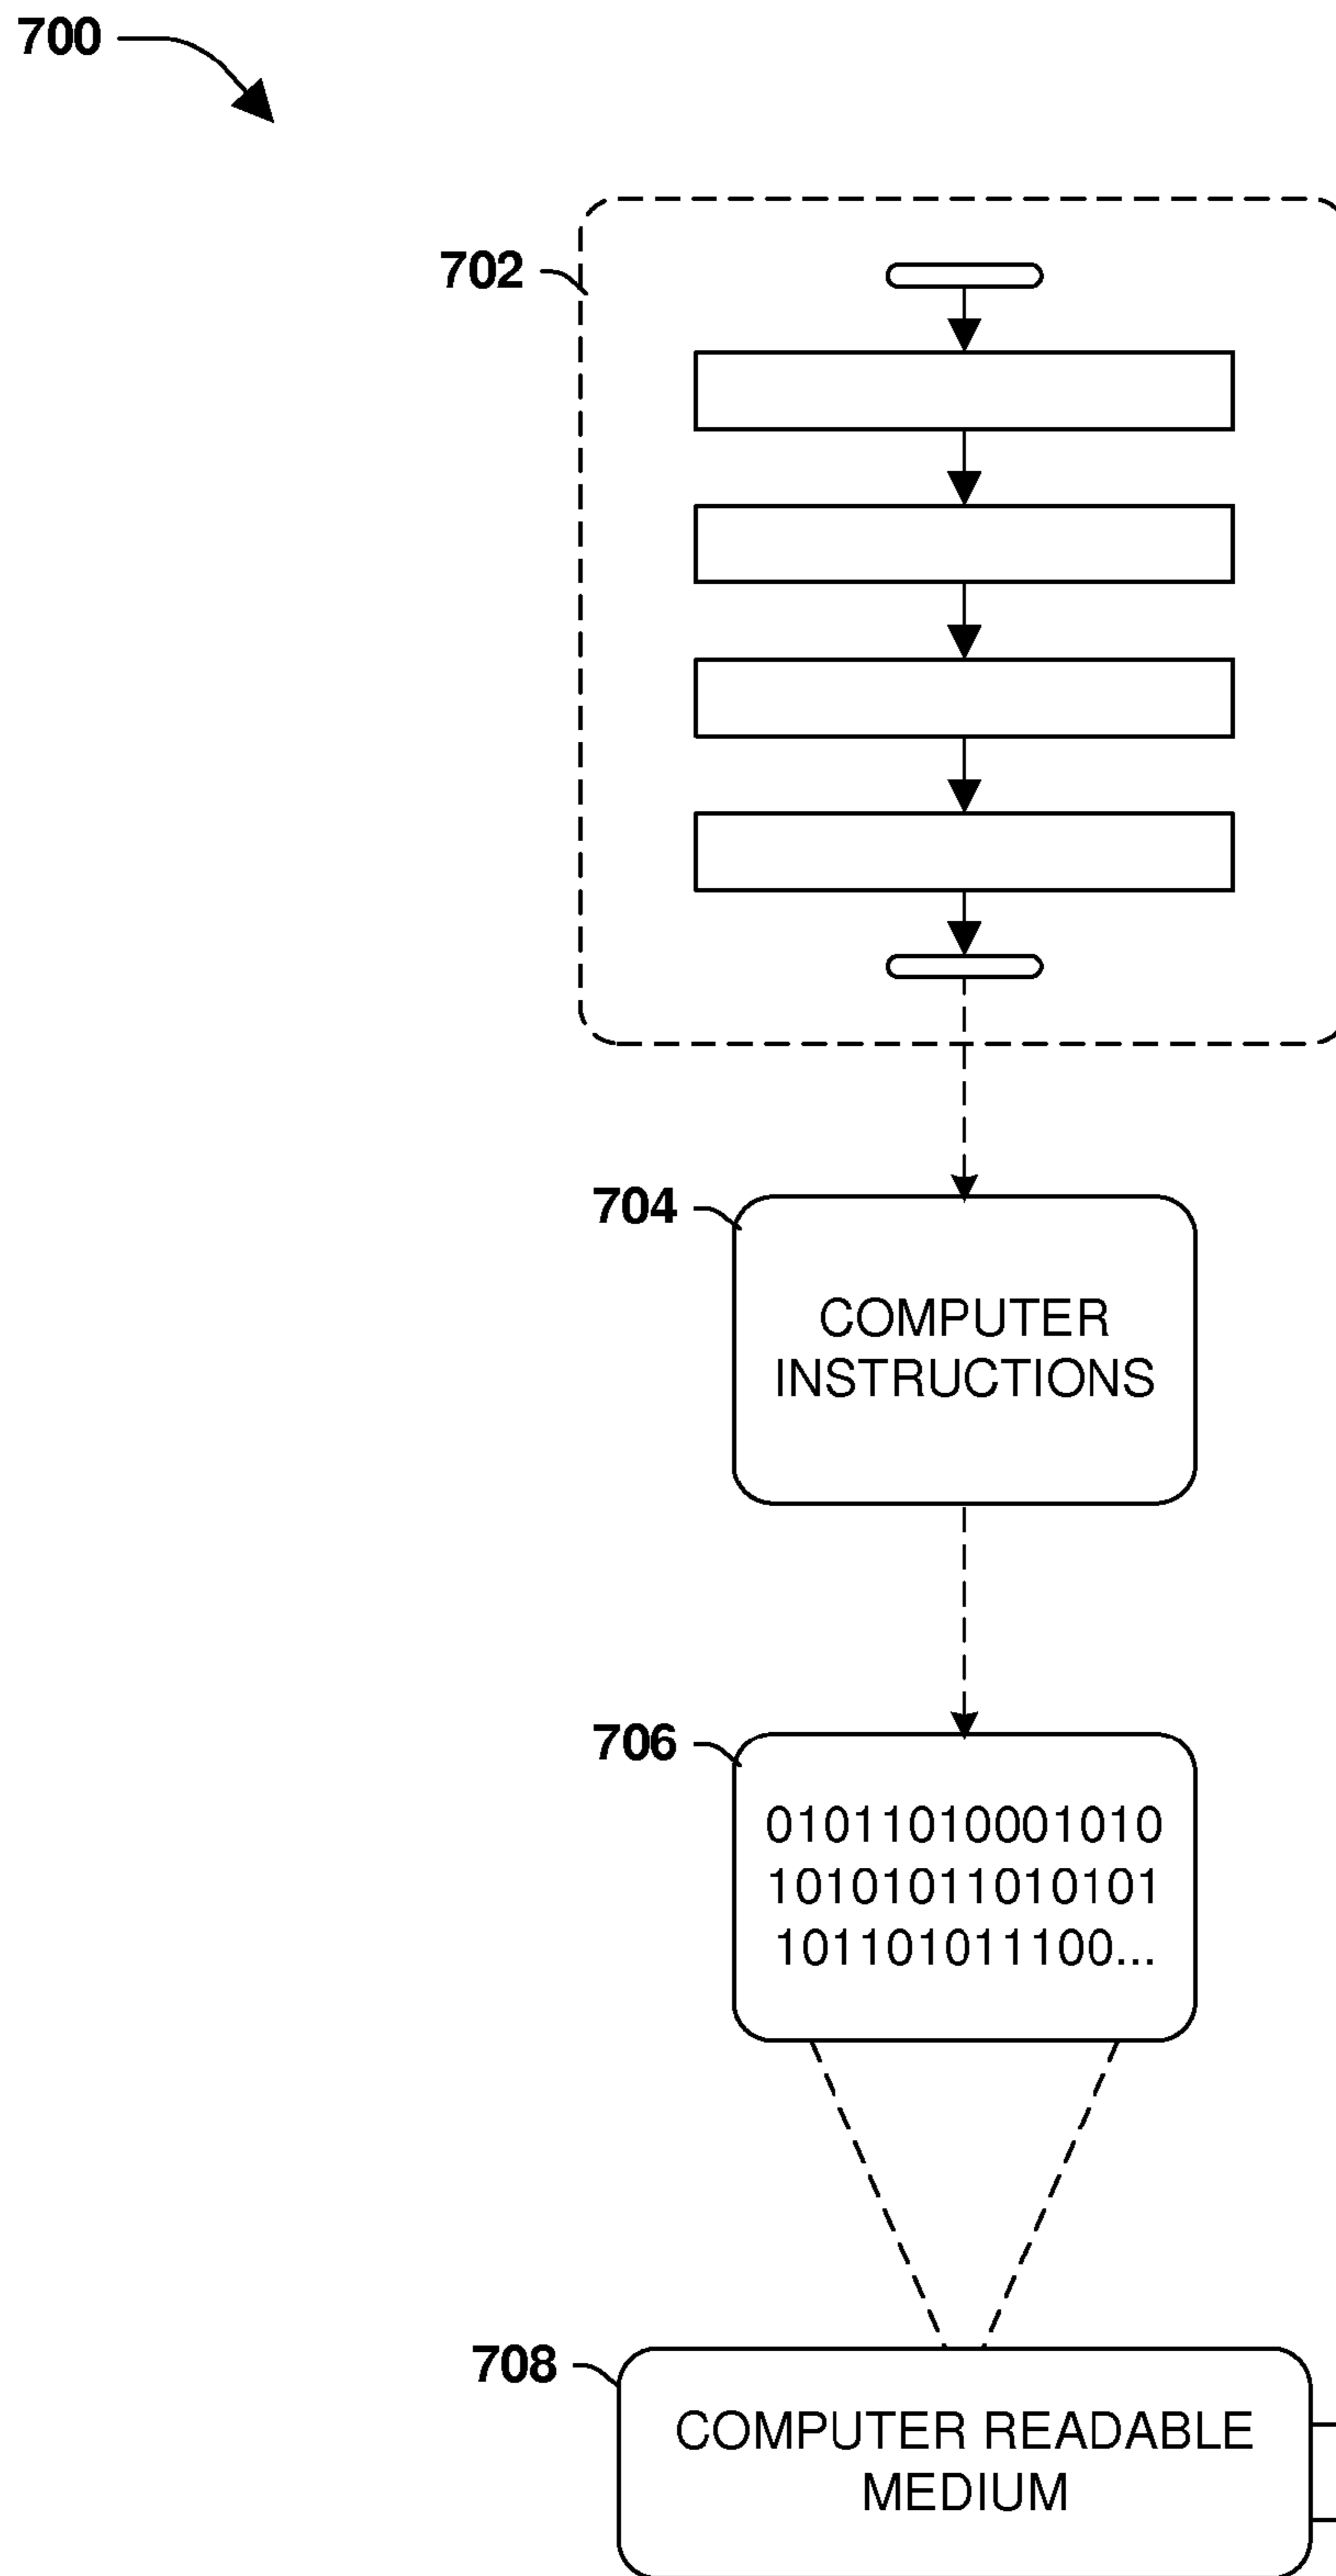 700
702
704
COMPUTER
INSTRUCTIONS
706
01011010001010
10101011010101
101101011100...
708
COMPUTER READABLE
MEDIUM